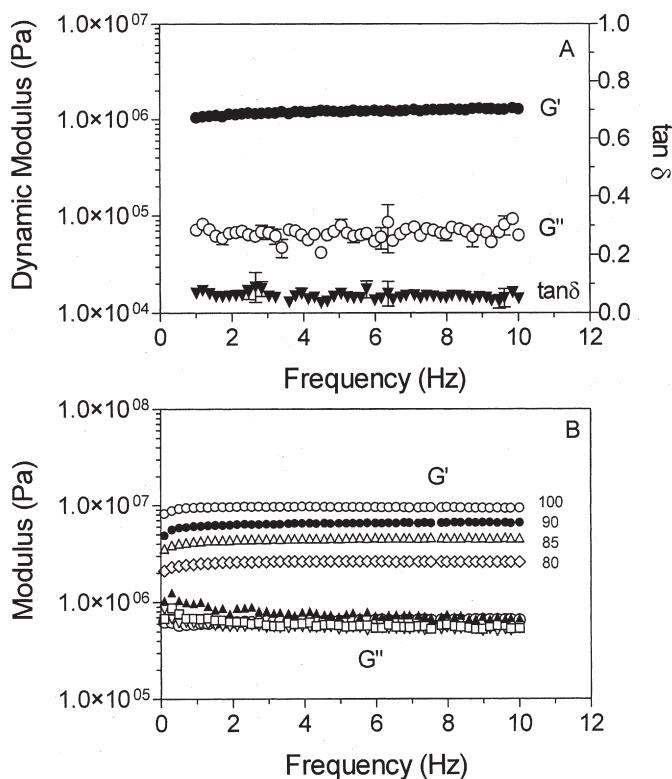 A
Dynamic Modulus (Pa)
tan δ
1.0×10⁰⁷
1.0×10⁰⁶
1.0×10⁰⁵
1.0×10⁰⁴
1.0
0.8
0.6
0.4
0.2
0.0
G'
G"
tanδ
0 2 4 6 8 10 12
Frequency (Hz)
B
Modulus (Pa)
1.0×10⁰⁸
1.0×10⁰⁷
1.0×10⁰⁶
1.0×10⁰⁵
G'
100
90
85
80
G"
0 2 4 6 8 10 12
Frequency (Hz)